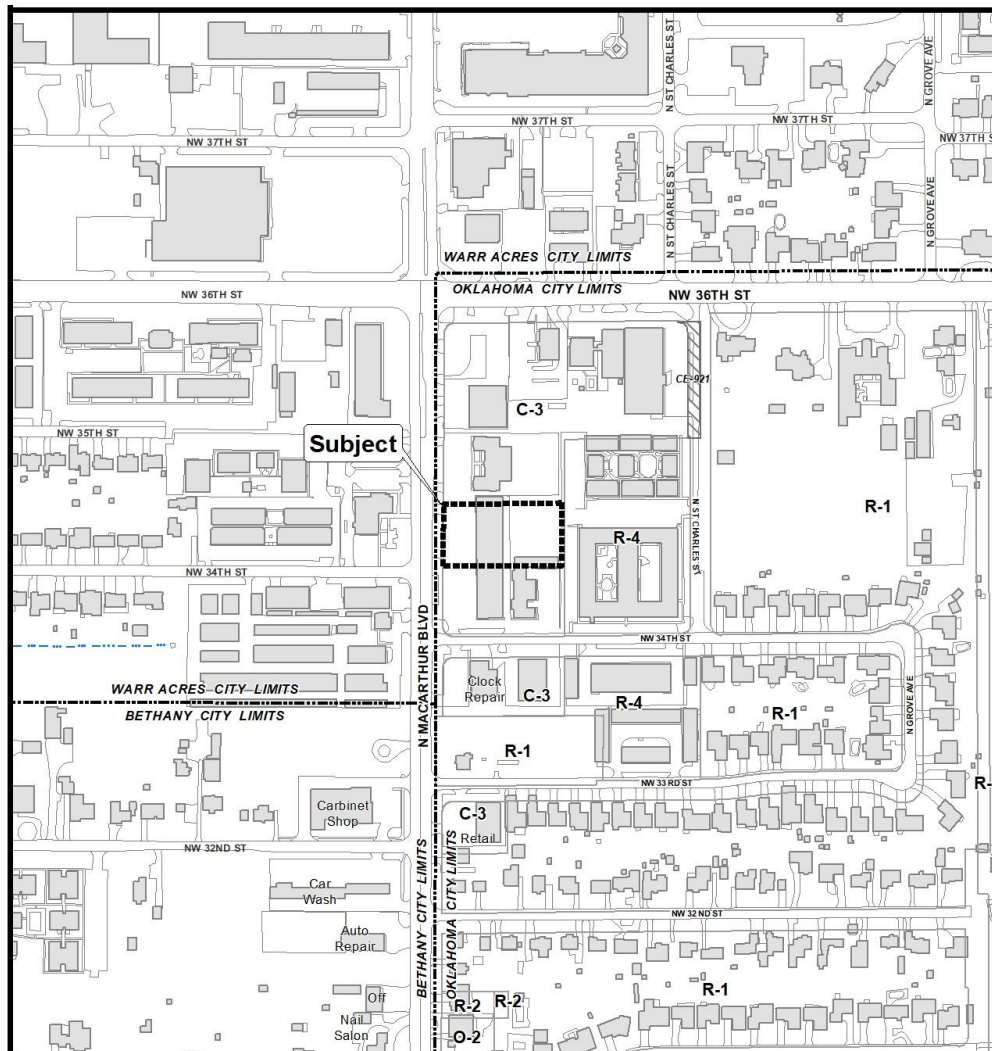 N ST CHARLES ST
N GROVE AVE
NW 37TH ST
NW 37TH ST
NW 37TH ST
NW 37TH S
N ST CHARLES ST
N GROVE AVE
WARR ACRES CITY LIMITS
OKLAHOMA CITY LIMITS
NW 36TH ST
NW 36TH ST
CE-921
C-3
NW 35TH ST
Subject
R-1
N ST CHARLES ST
R-4
NW 34TH ST
N MACARTHUR BLVD
NW 34TH ST
Clock
Repair
C-3
R-4
WARR ACRES CITY LIMITS
BETHANY CITY LIMITS
R-1
N GROVE AVE
R-1
NW 33RD ST
R-
Carbinet
Shop
C-3
Retail
NW 32ND ST
BETHANY CITY LIMITS
OKLAHOMA CITY LIMITS
Car
Wash
NW 32ND ST
Auto
Repair
R-1
Off
R-2
R-2
Nail
Salon
O-2